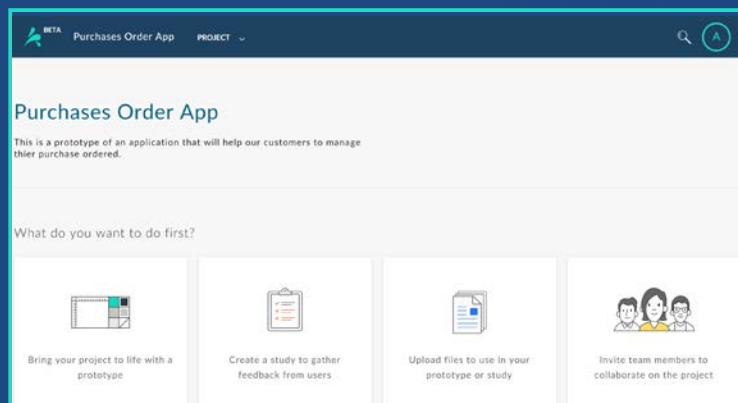 BETA
Purchases Order App PROJECT
A
Purchases Order App
This is a prototype of an application that will help our customers to manage
thier purchase ordered.
What do you want to do first?
Bring your project to life with a
prototype
Create a study to gather
feedback from users
Upload files to use in your
prototype or study
Invite team members to
collaborate on the project